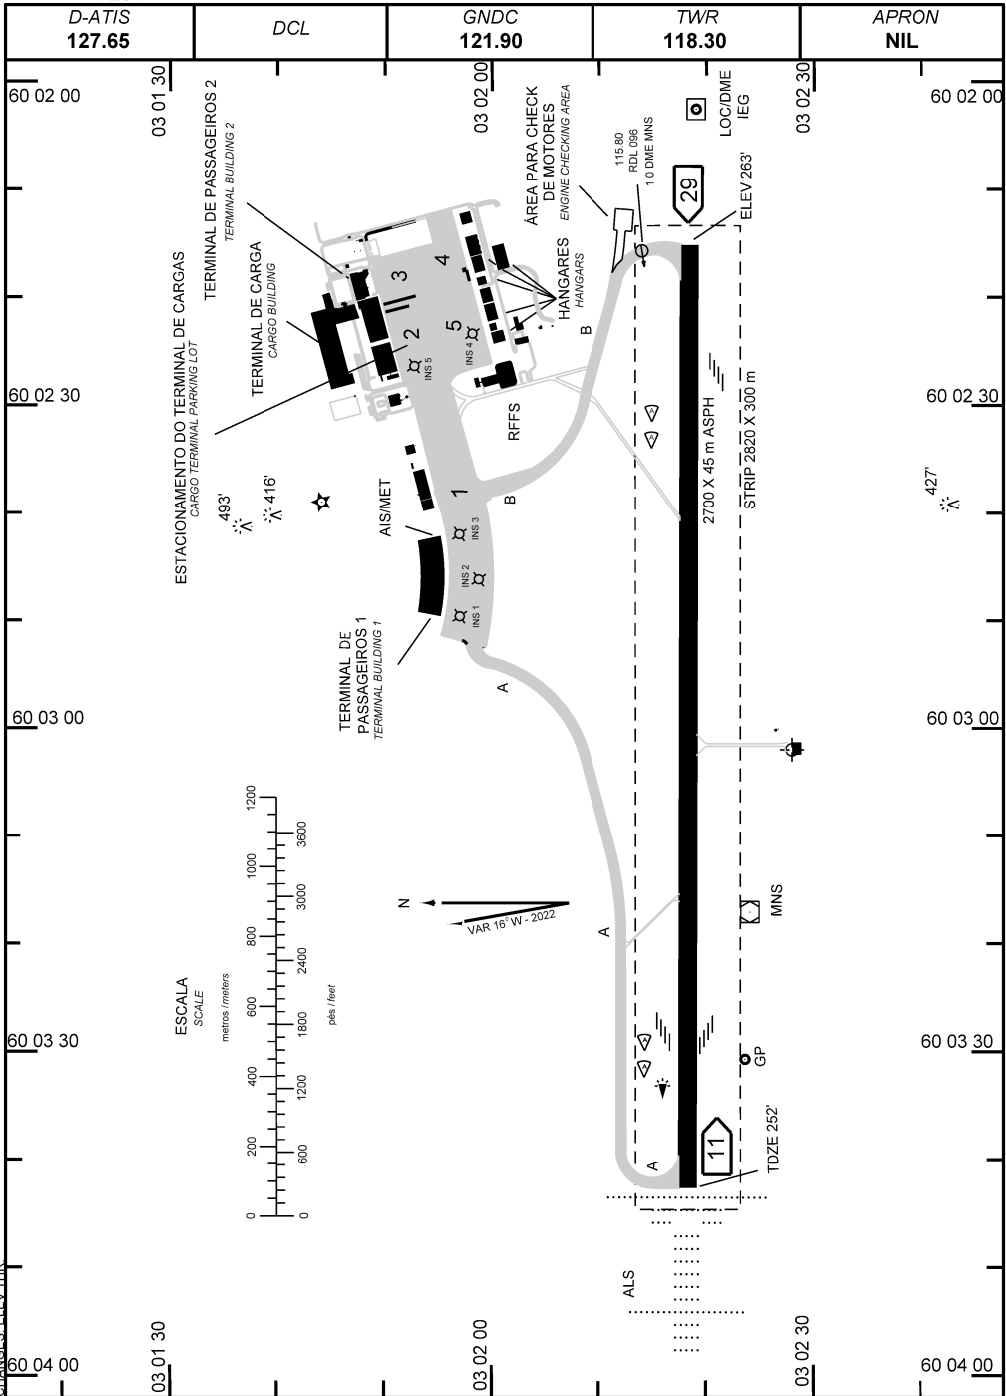 D-ATIS
127.65
DCL
GNDC
121.90
TWR
118.30
APRON
NIL
60 02 00
03 01 30
03 02 00
03 02 30
60 02 00
LOC/DME
IEG
TERMINAL DE PASSAGEIROS 2
TERMINAL BUILDING 2
ÁREA PARA CHECK
DE MOTORES
ENGINE CHECKING AREA
115.80
RDL 096
10 DME MNS
29
ELEV 263'
TERMINAL DE CARGA
CARGO BUILDING
ESTACIONAMENTO DO TERMINAL DE CARGAS
CARGO TERMINAL PARKING LOT
3
4
2
5
INS 5
INS 4
HANGARES
HANGARS
B
60 02 30
60 02 30
RFFS
A
A
2700 X 45 m ASPH
STRIP 2820 X 300 m
493'
416'
427'
AIS/MET
1
B
INS 3
INS 2
INS 1
TERMINAL DE
PASSAGEIROS 1
TERMINAL BUILDING 1
A
60 03 00
60 03 00
N
VAR 16°W - 2022
A
MNS
ESCALA
SCALE
metros / meters
pés / feet
0
200
400
600
800
1000
1200
0
600
1200
1800
2400
3000
3600
60 03 30
60 03 30
A
A
GP
11
A
TDZE 252'
ALS
CHANGES: ELEV THR.
60 04 00
03 01 30
03 02 00
03 02 30
60 04 00